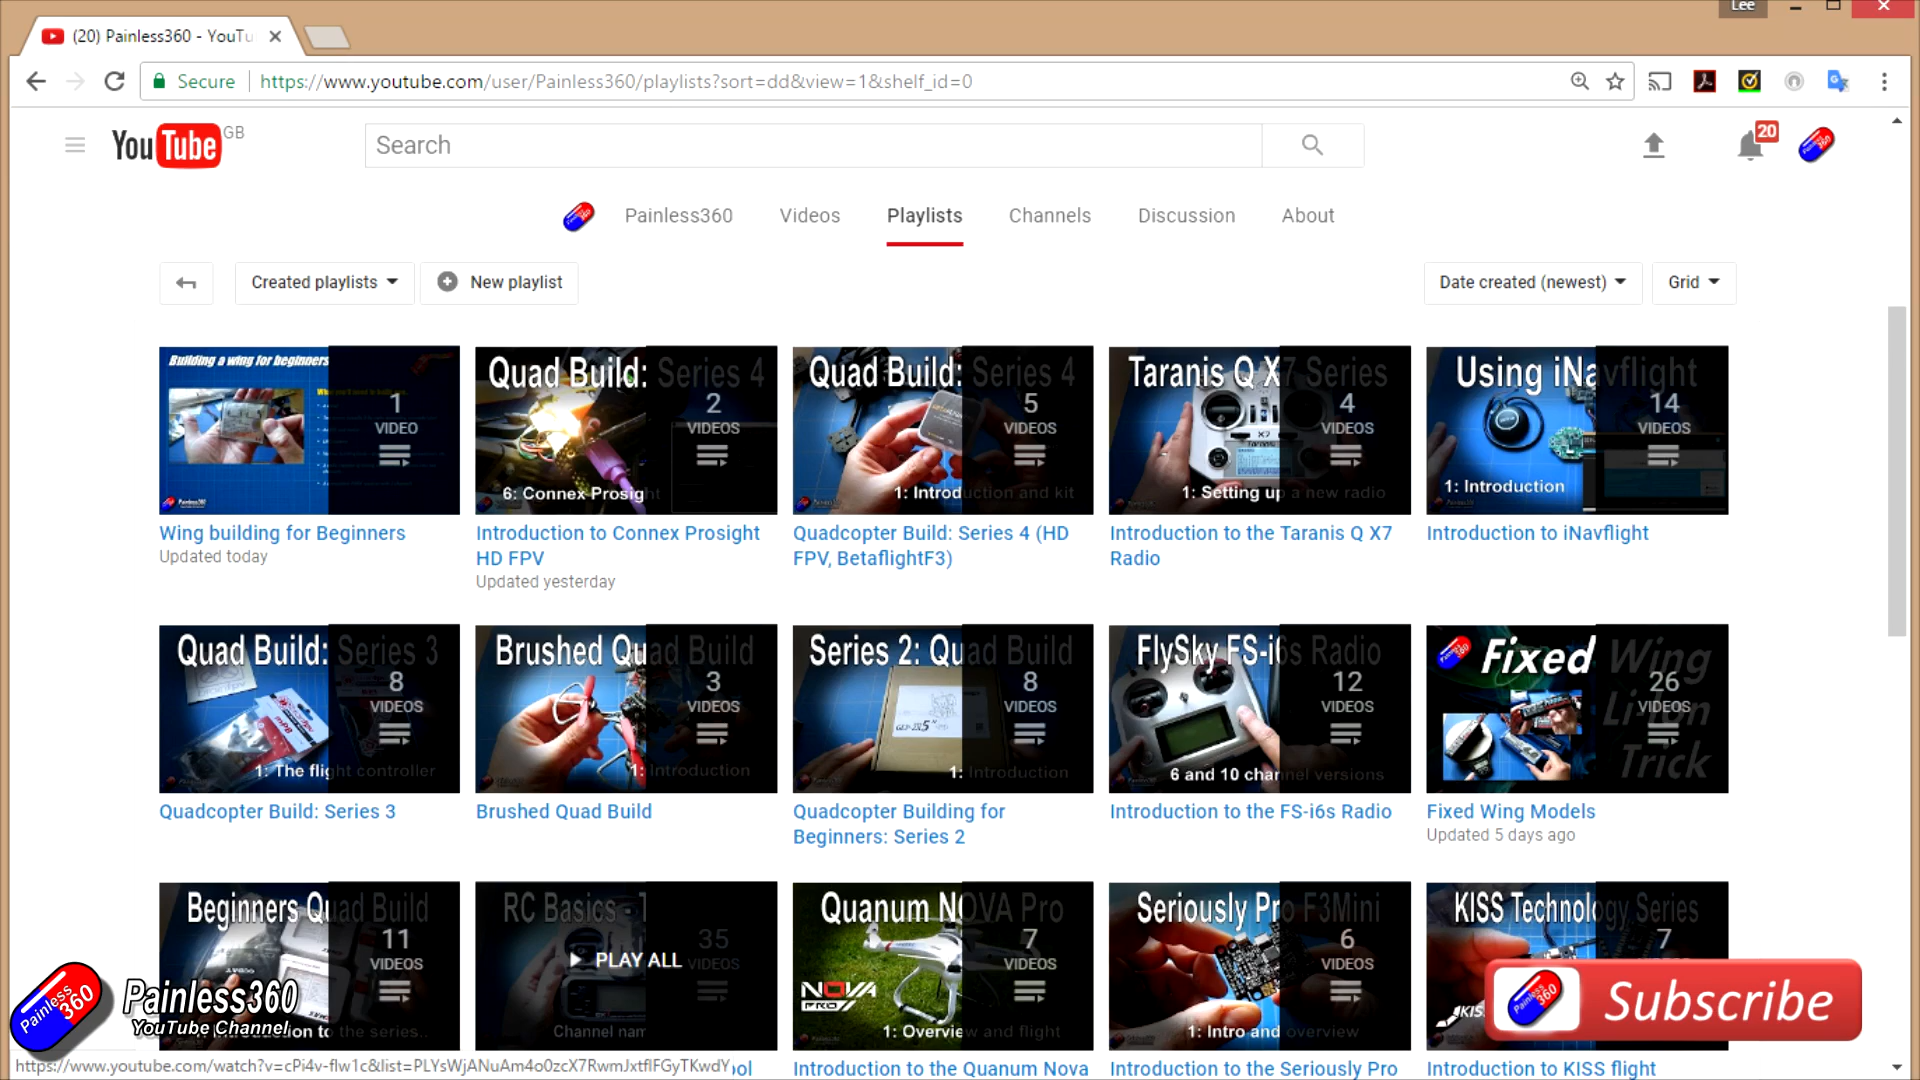 Lee
(20) Painless360 - YouTu
Secure
https://www.youtube.com/user/Painless360/playlists?sort=dd&view=1&shelf_id=0
YouTube GB
Search
20
Painless360
Videos
Playlists
Channels
Discussion
About
Created playlists
New playlist
Date created (newest)
Grid
Building a wing for beginners
1
VIDEO
Quad Build: Series 4
2
VIDEOS
6: Connex Prosight
Quad Build: Series 4
5
VIDEOS
1: Introduction and kit
Taranis Q X7 Series
4
VIDEOS
1: Setting up a new radio
Using iNavflight
14
VIDEOS
1: Introduction
Wing building for Beginners
Updated today
Introduction to Connex Prosight
HD FPV
Updated yesterday
Quadcopter Build: Series 4 (HD
FPV, BetaflightF3)
Introduction to the Taranis Q X7
Radio
Introduction to iNavflight
Quad Build: Series 3
8
VIDEOS
1: The flight controller
Brushed Quad Build
3
VIDEOS
1: Introduction
Series 2: Quad Build
8
VIDEOS
1: Introduction
FlySky FS-i6s Radio
12
VIDEOS
6 and 10 channel versions
Fixed Wing
Li-Ion
Trick
26
VIDEOS
Quadcopter Build: Series 3
Brushed Quad Build
Quadcopter Building for
Beginners: Series 2
Introduction to the FS-i6s Radio
Fixed Wing Models
Updated 5 days ago
Beginners Quad Build
11
VIDEOS
RC Basics
35
VIDEOS
PLAY ALL
Channel nam
Quanum NOVA Pro
7
VIDEOS
NOVA
PRO
1: Overview and flight
Seriously Pro F3Mini
6
VIDEOS
1: Intro and overview
KISS Technology Series
7
VIDEOS
Painless360
Painless360
YouTube Channel
Subscribe
https://www.youtube.com/watch?v=cPi4v-flw1c&list=PLYsWjANuAm4o0zcX7RwmJxtflFGyTKwdY
Introduction to the Quanum Nova
Introduction to the Seriously Pro
Introduction to KISS flight